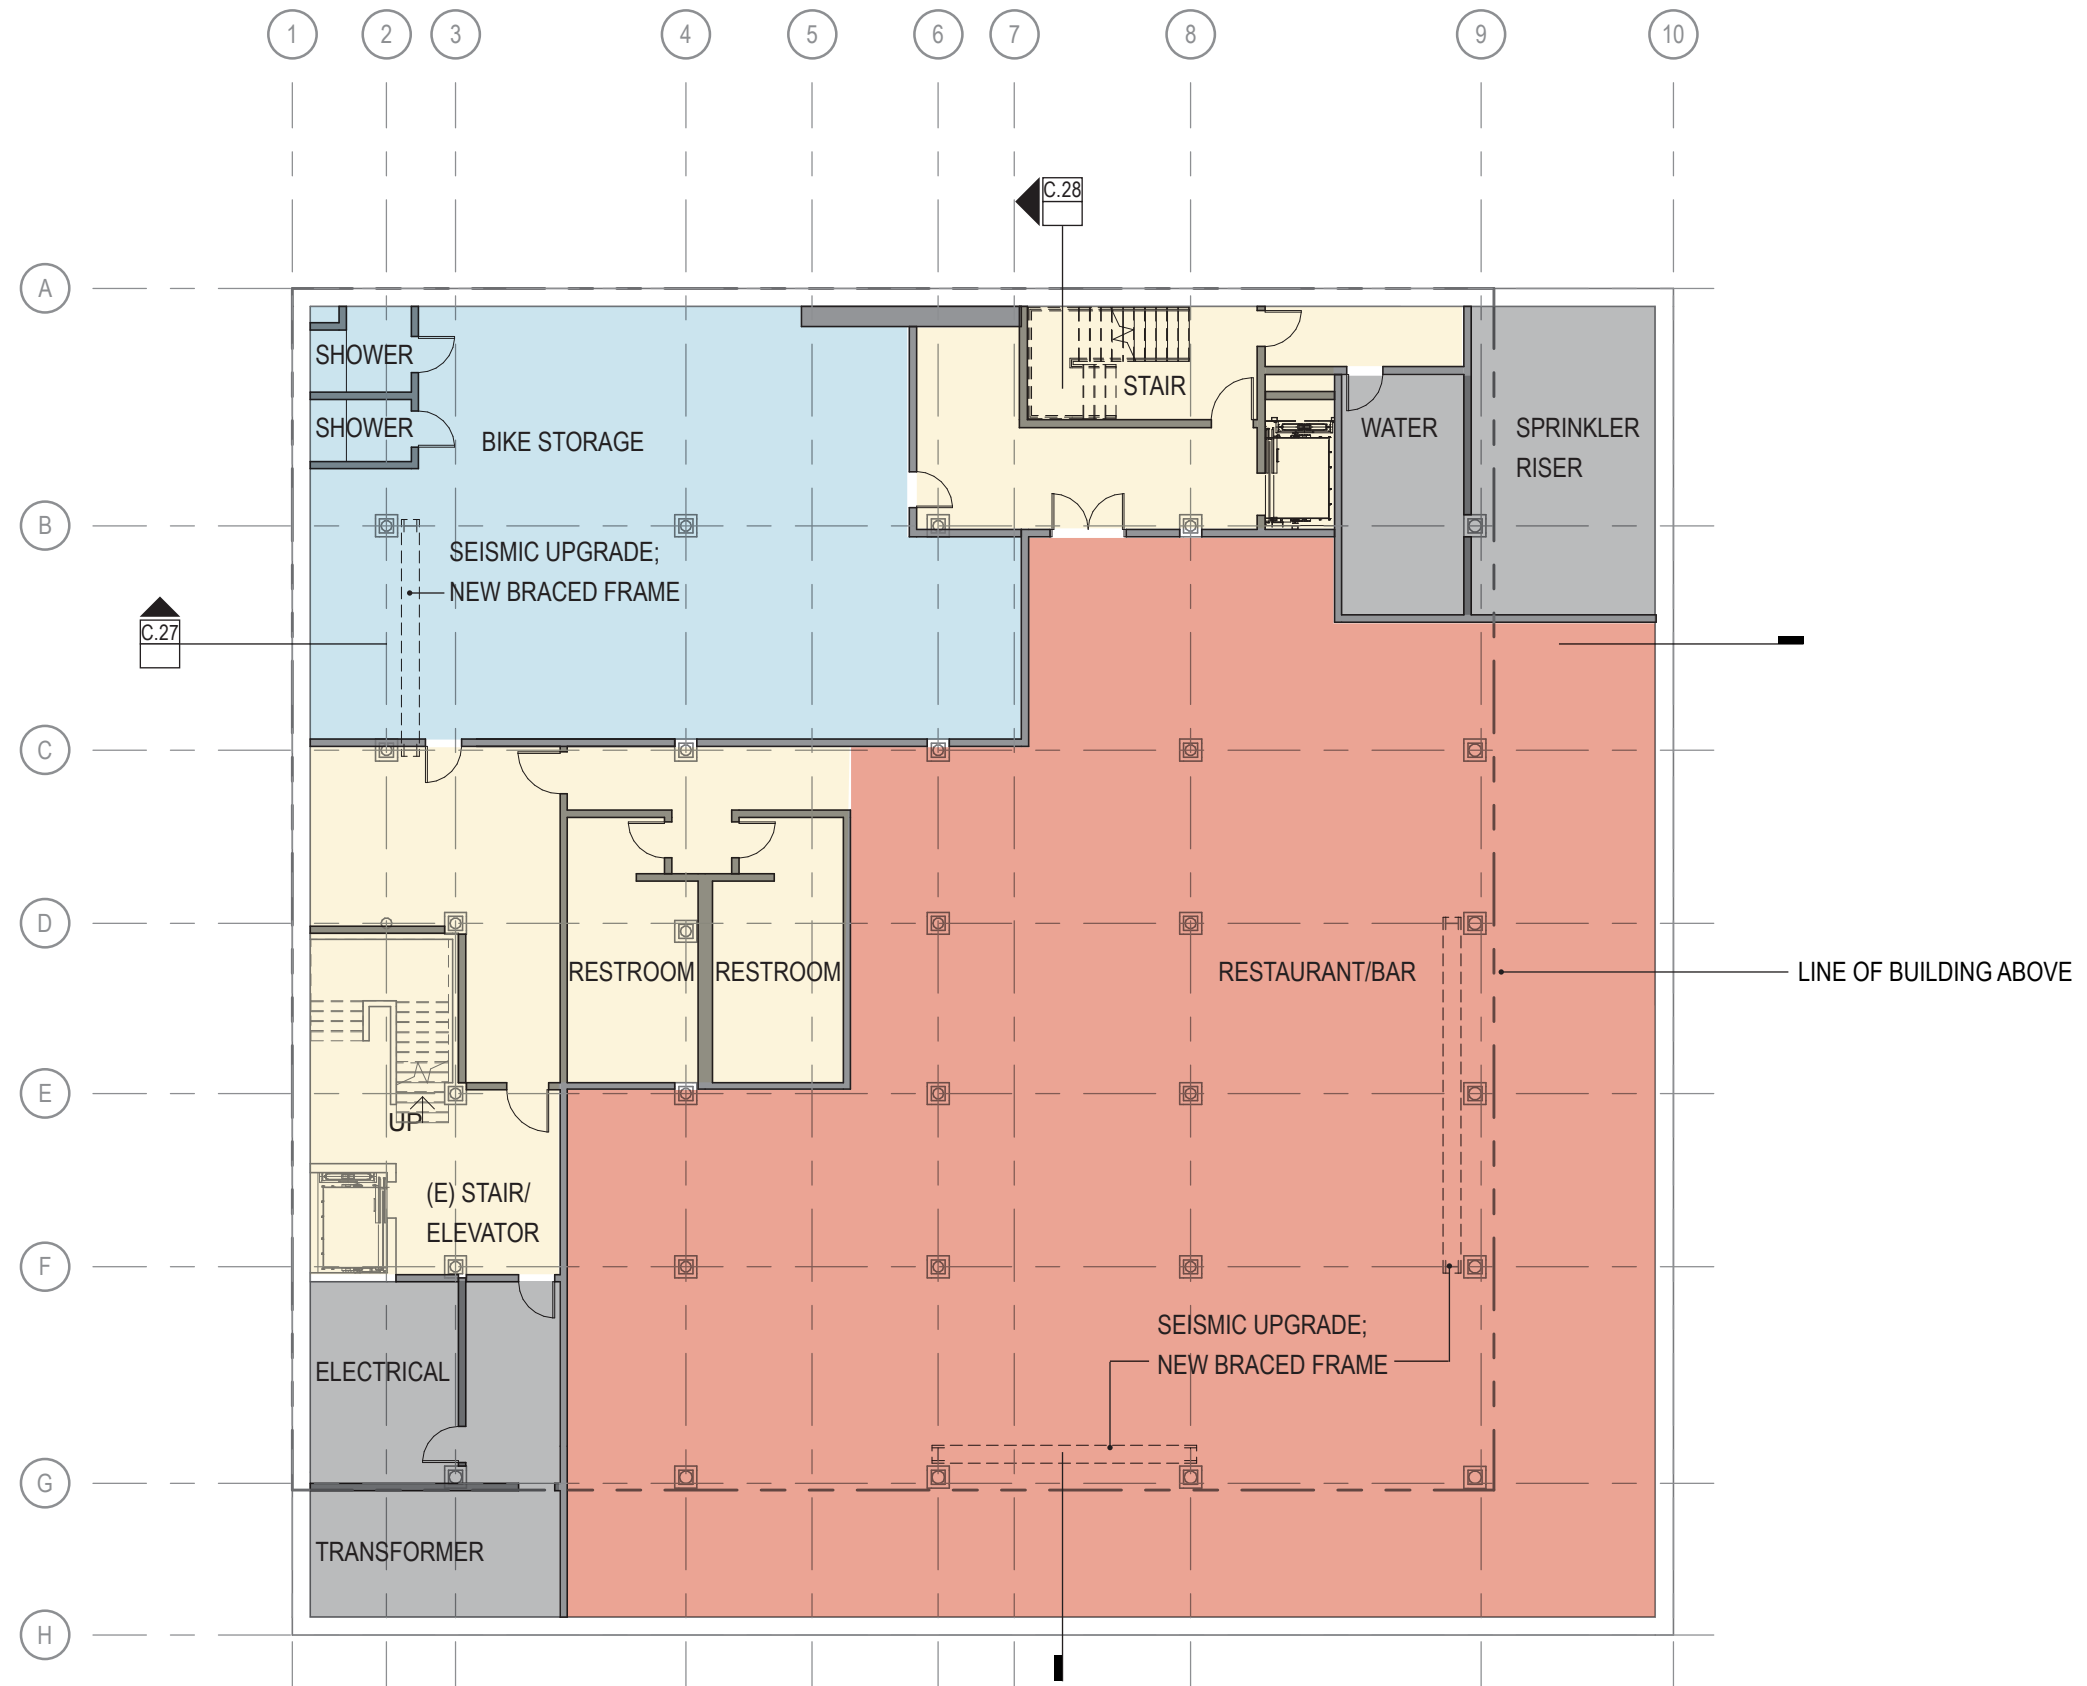 1
2
3
4
5
6
7
8
9
10
C.28
A
SHOWER
STAIR
SHOWER
BIKE STORAGE
WATER
SPRINKLER
RISER
B
SEISMIC UPGRADE;
NEW BRACED FRAME
C.27
C
D
RESTROOM
RESTROOM
RESTAURANT/BAR
LINE OF BUILDING ABOVE
E
UP
(E) STAIR/
ELEVATOR
F
SEISMIC UPGRADE;
NEW BRACED FRAME
ELECTRICAL
G
TRANSFORMER
H